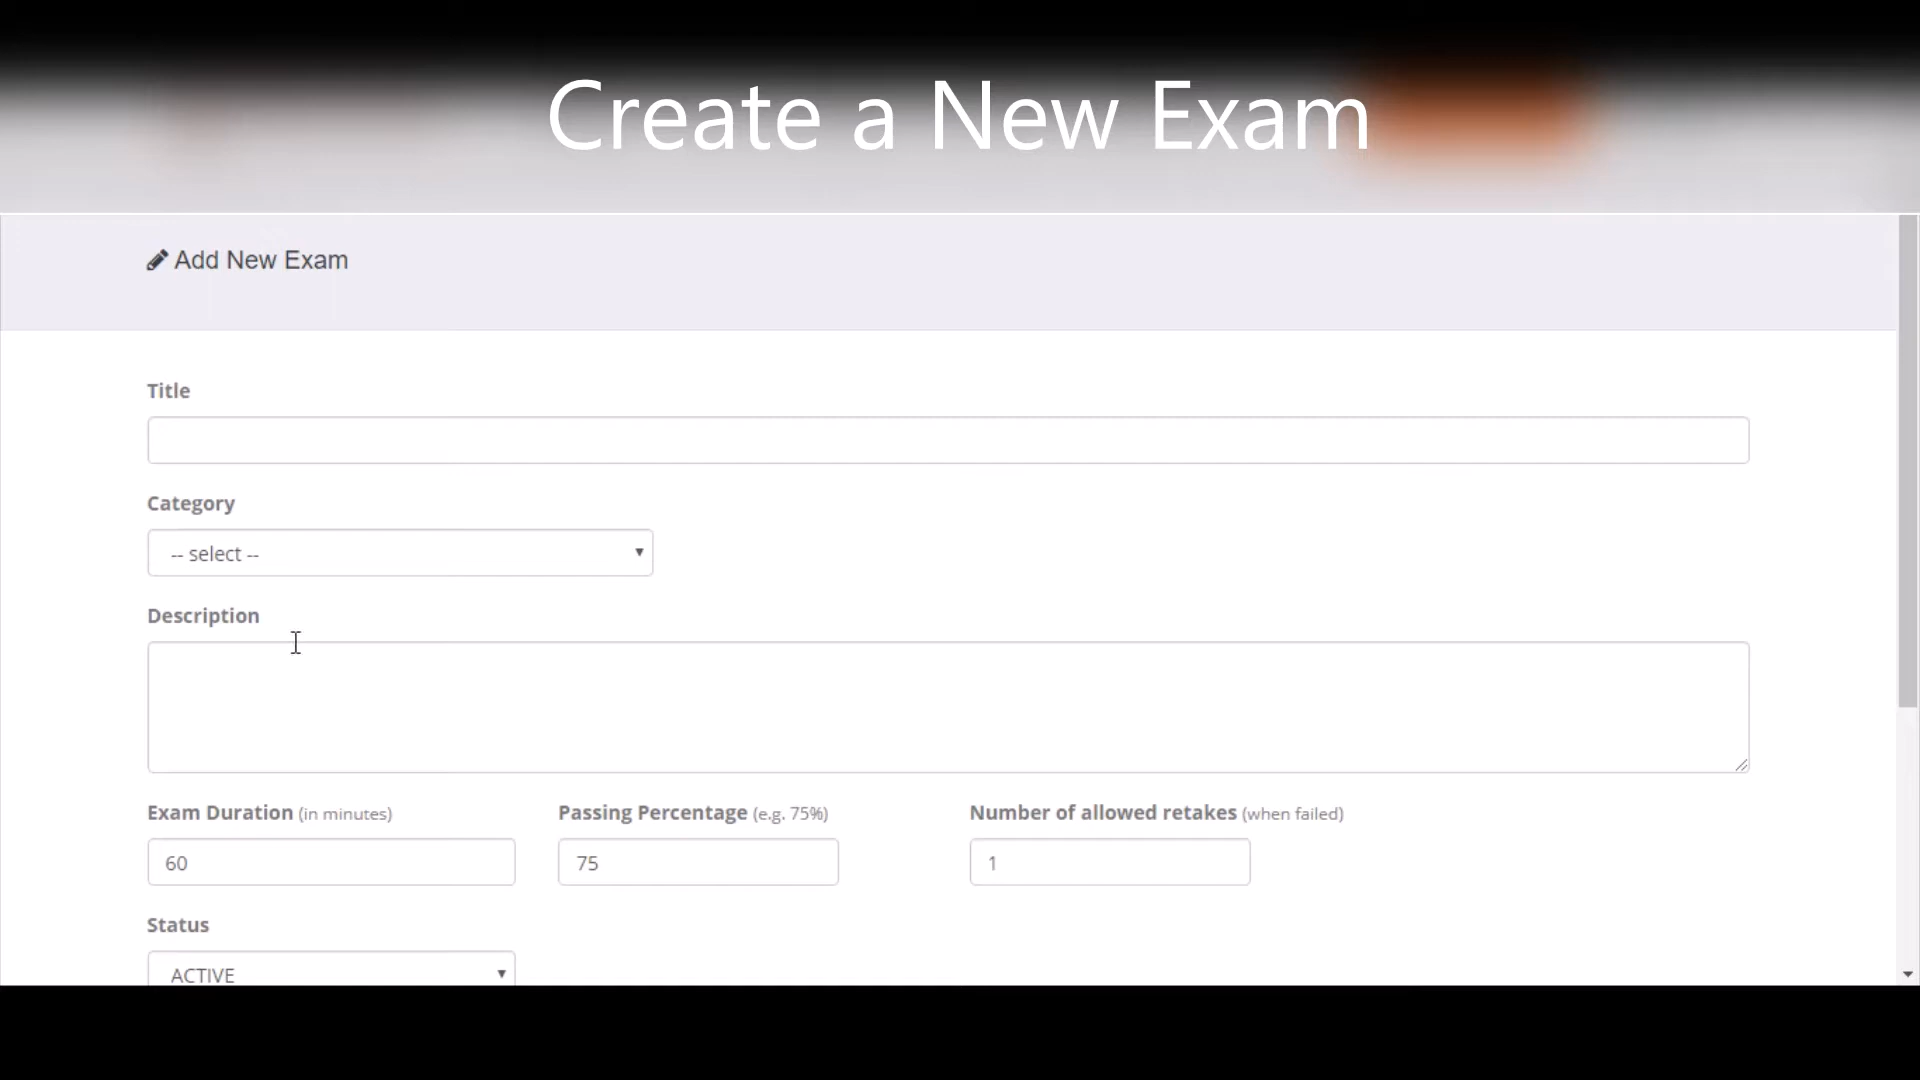 Create a New Exam
Add New Exam
Title
Category
-- select --
Description
Exam Duration (in minutes) Passing Percentage (e.g. 75%) Number of allowed retakes (when failed)
60 75 1
Status
ACTIVE